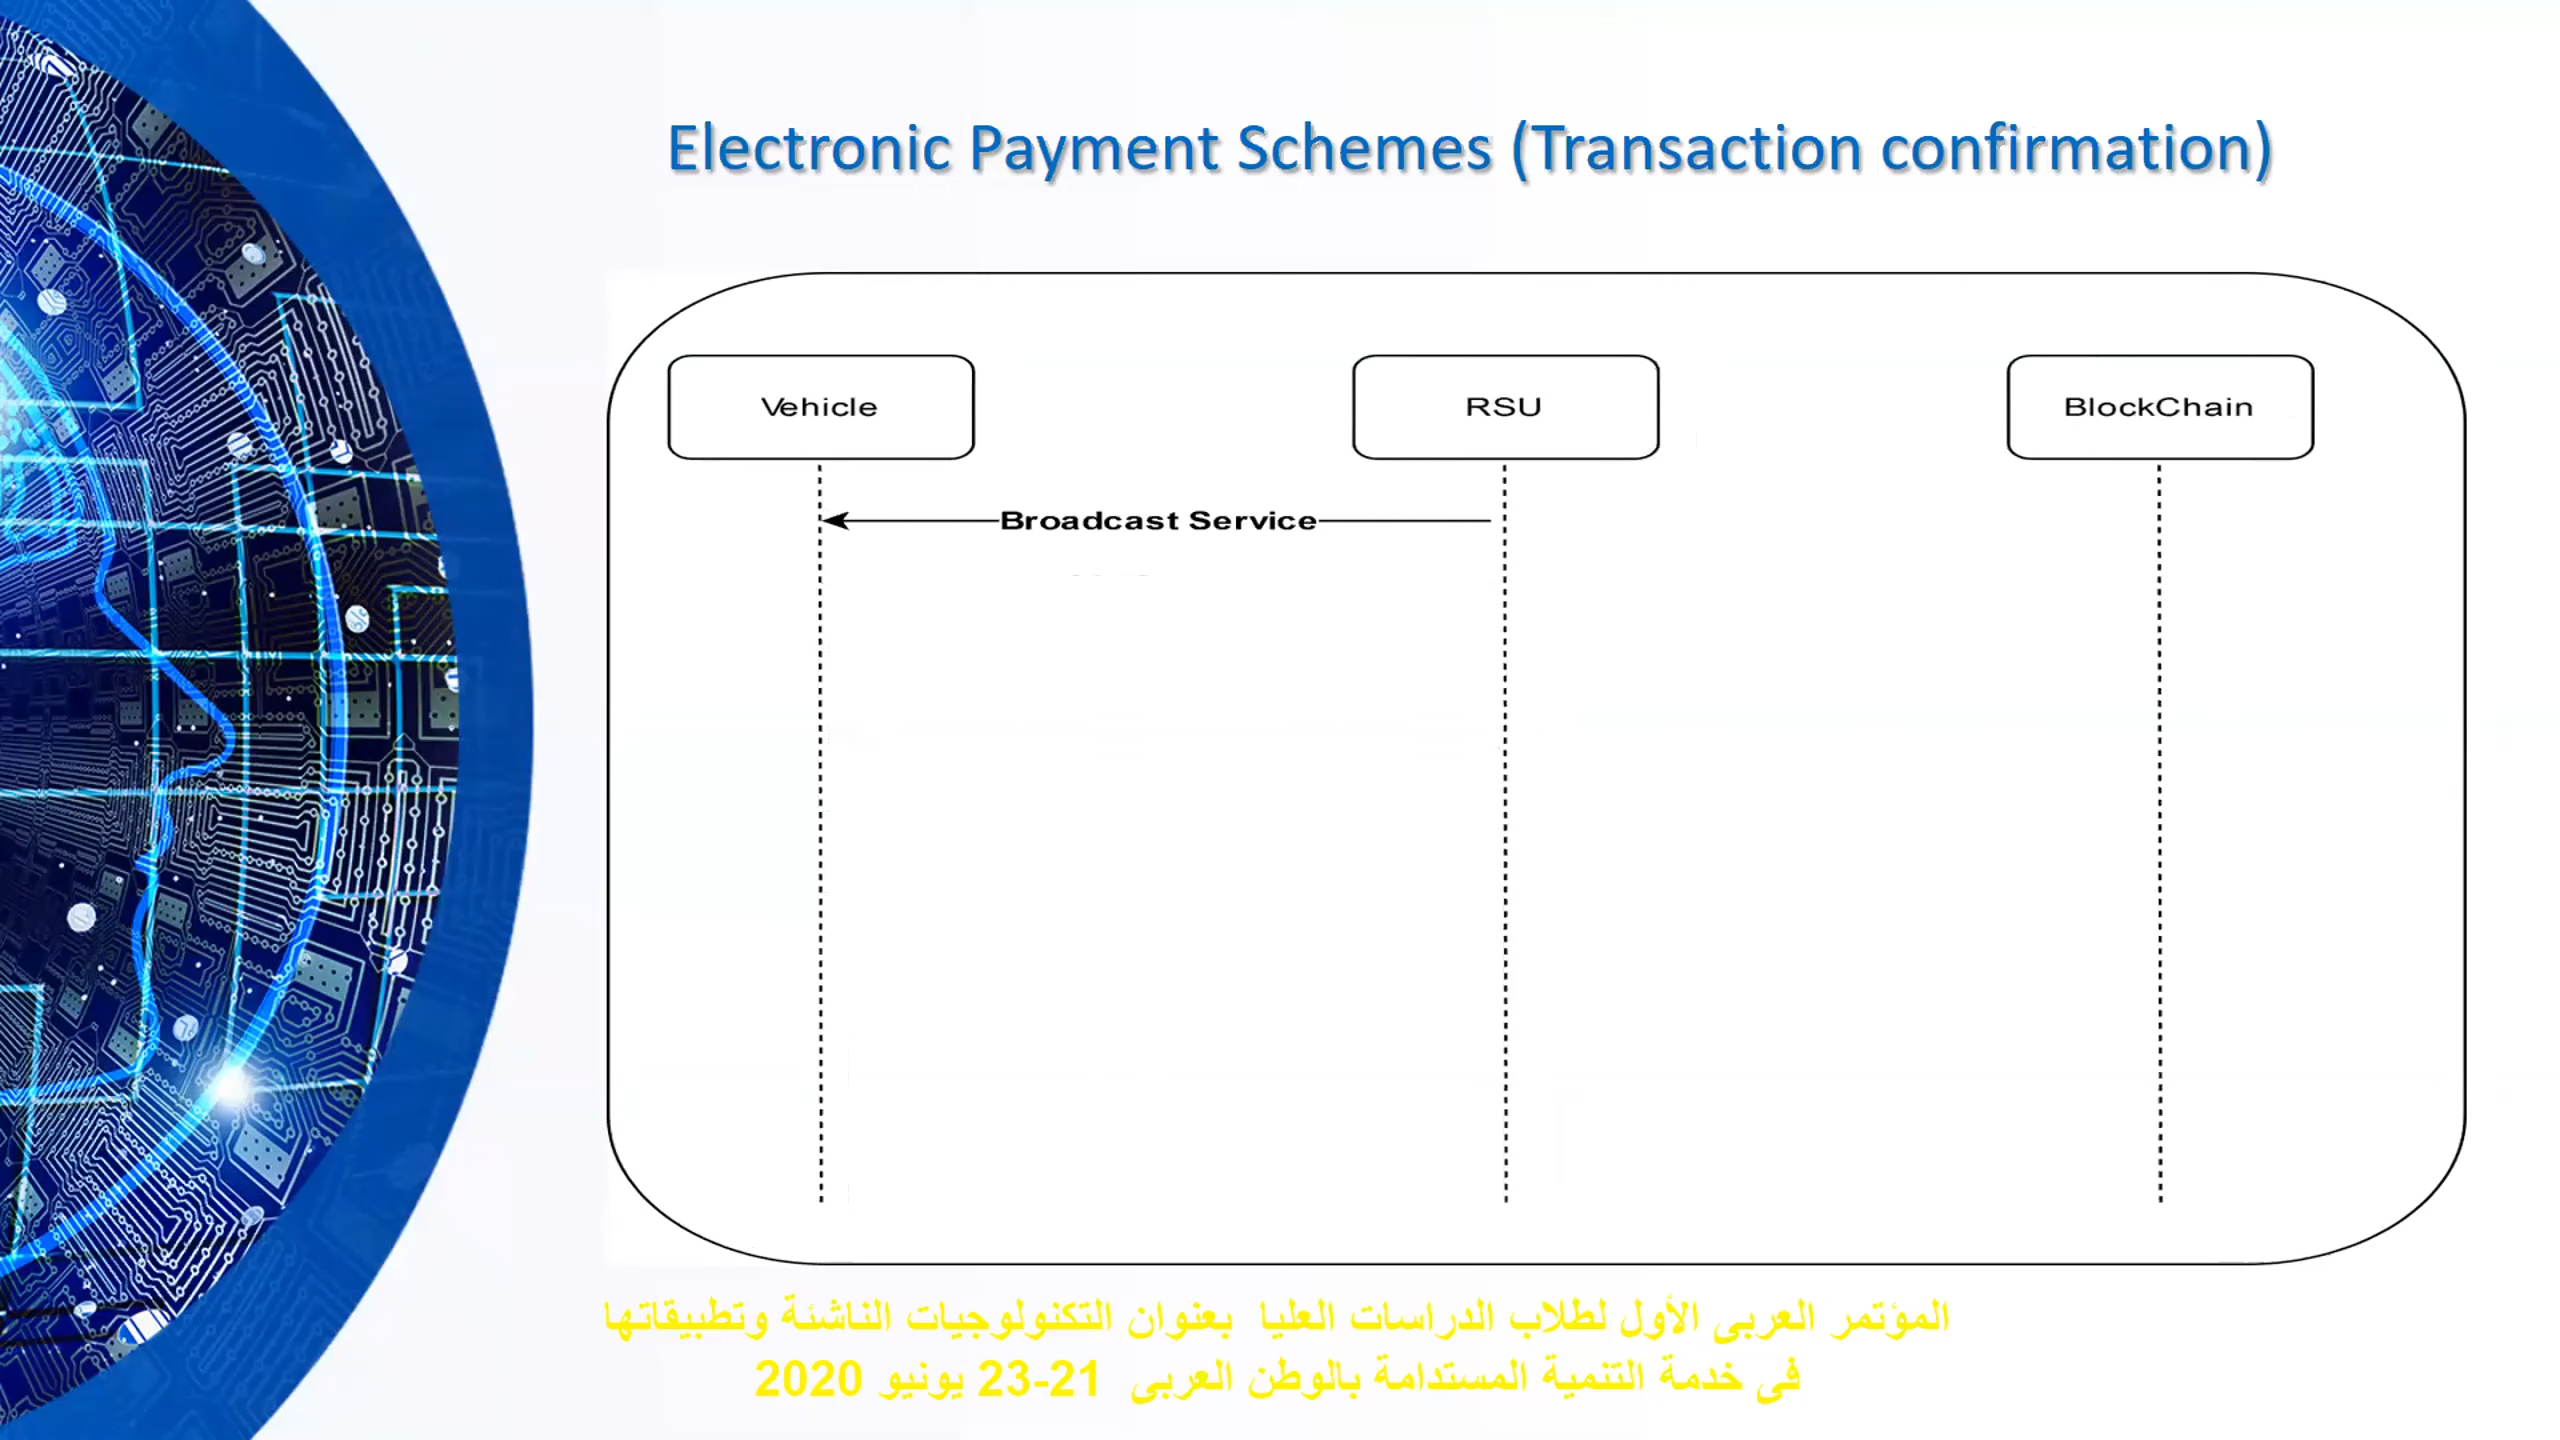 Electronic Payment Schemes (Transaction confirmation)
Vehicle
RSU
BlockChain
Broadcast Service
المؤتمر العربى الأول لطلاب الدراسات العليا بعنوان التكنولوجيات الناشئة وتطبيقاتها
فى خدمة التنمية المستدامة بالوطن العربى 21-23 يونيو 2020